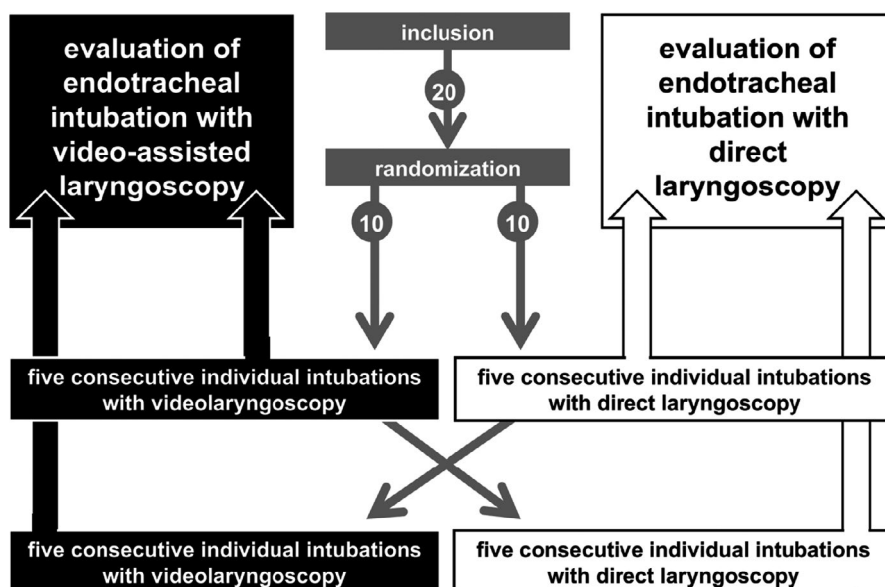 evaluation of
endotracheal
intubation with
video-assisted
laryngoscopy
inclusion
20
randomization
10
10
evaluation of
endotracheal
intubation with
direct
laryngoscopy
five consecutive individual intubations
with videolaryngoscopy
five consecutive individual intubations
with direct laryngoscopy
five consecutive individual intubations
with videolaryngoscopy
five consecutive individual intubations
with direct laryngoscopy